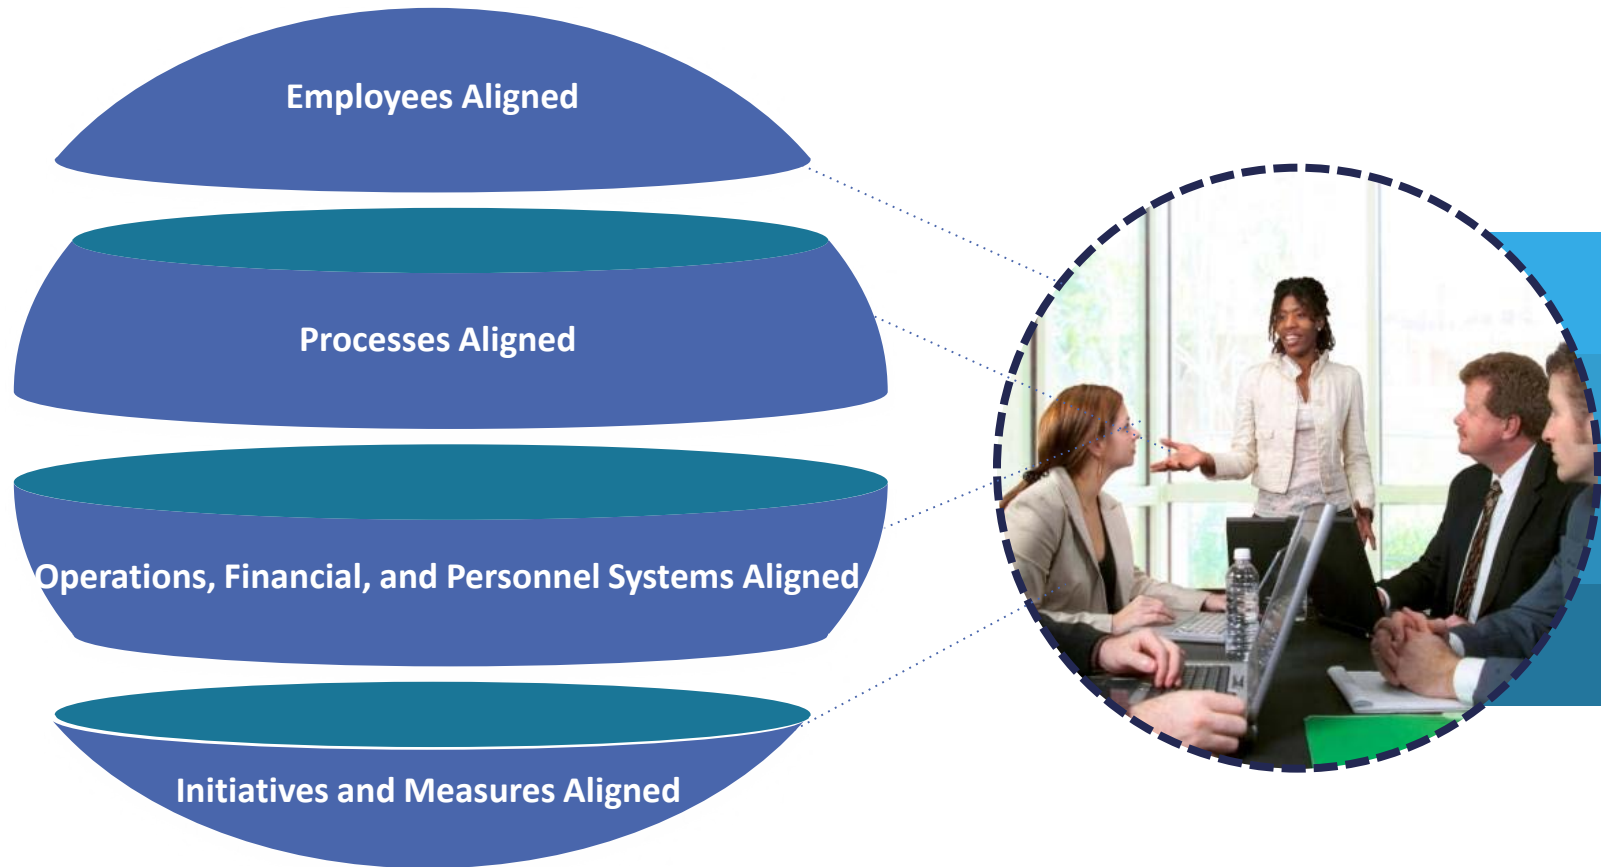 Employees Aligned
Processes Aligned
Operations, Financial, and Personnel Systems Aligned
Initiatives and Measures Aligned